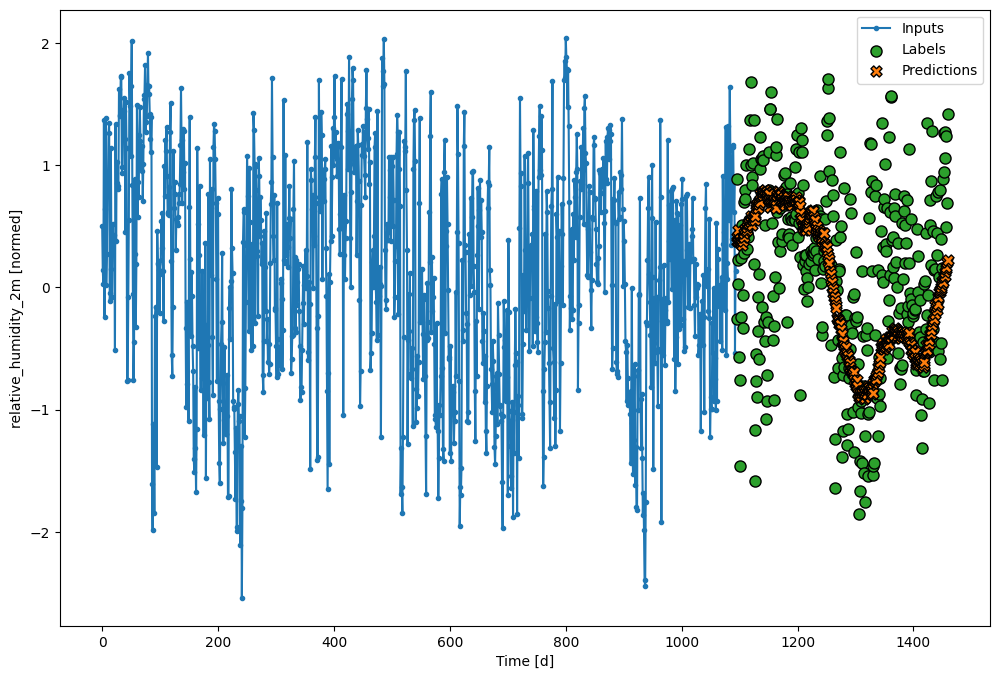 Inputs
Labels
Predictions
relative_humidity_2m [normed]
2
1
0
−1
−2
0 200 400 600 800 1000 1200 1400
Time [d]